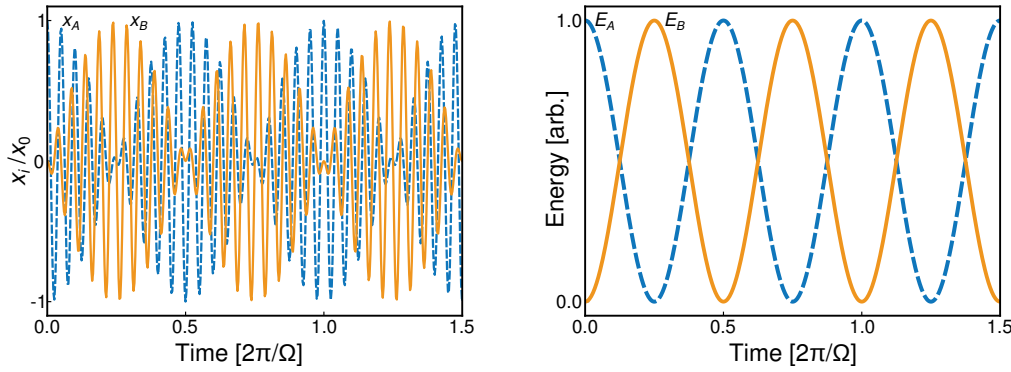 x_A x_B
1
0
-1
x_i/x_0
0.0 0.5 1.0 1.5
Time [2π/Ω]
E_A E_B
1.0
0.0
Energy [arb.]
0.0 0.5 1.0 1.5
Time [2π/Ω]